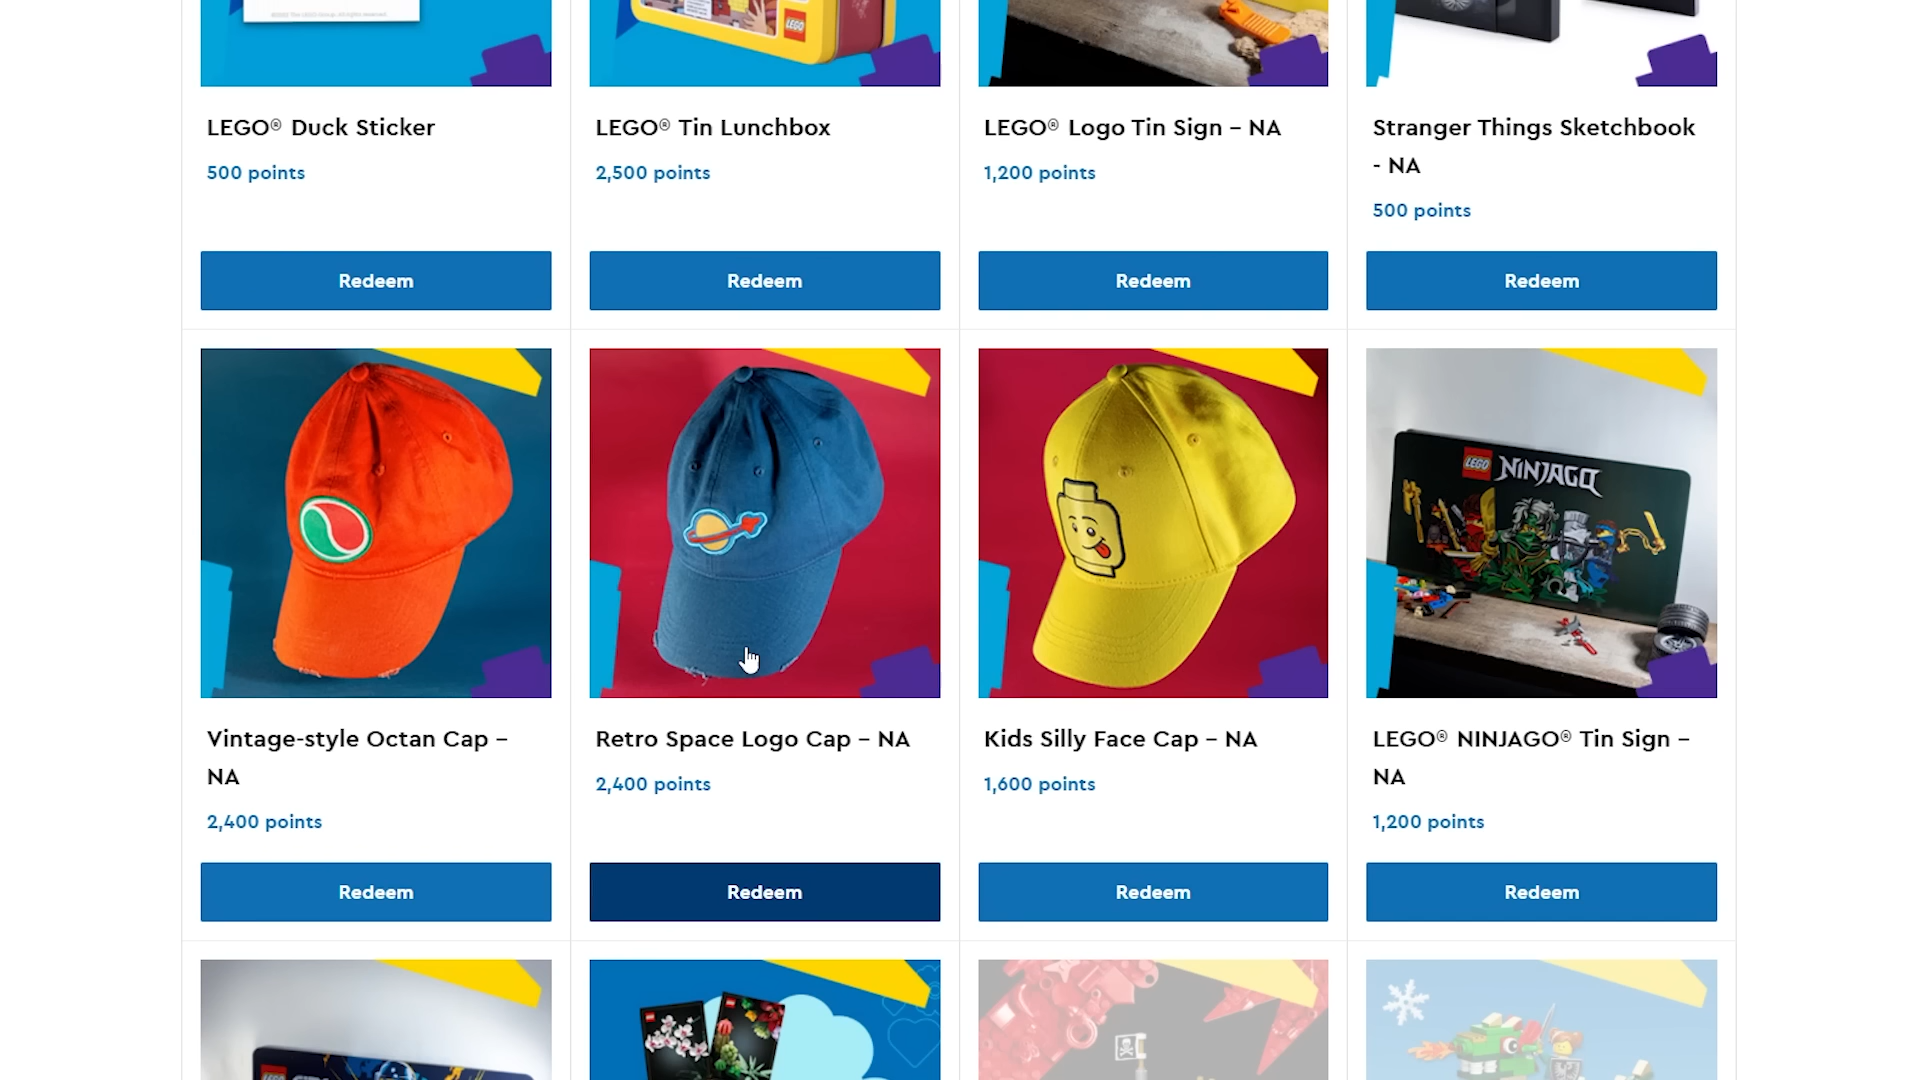 LEGO
LEGO® Duck Sticker
500 points
Redeem
LEGO® Tin Lunchbox
2,500 points
Redeem
LEGO® Logo Tin Sign – NA
1,200 points
Redeem
Stranger Things Sketchbook
- NA
500 points
Redeem
LEGO NINJAGO
Vintage-style Octan Cap –
NA
2,400 points
Redeem
Retro Space Logo Cap – NA
2,400 points
Redeem
Kids Silly Face Cap – NA
1,600 points
Redeem
LEGO® NINJAGO® Tin Sign –
NA
1,200 points
Redeem
LEGO